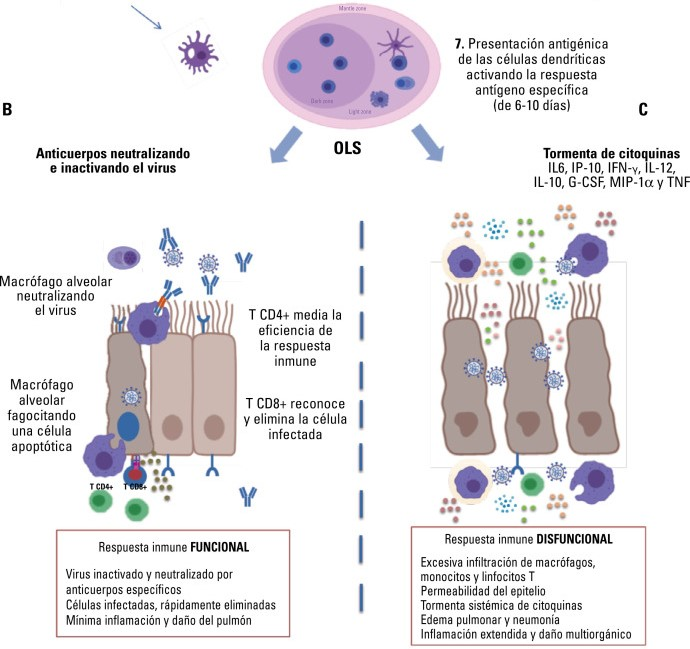 Mantle zone
Dark zone
Light zone
7. Presentación antigénica
de las células dendríticas
activando la respuesta
antígeno específica
(de 6-10 días)
B
C
OLS
Anticuerpos neutralizando
e inactivando el virus
Tormenta de citoquinas
IL6, IP-10, IFN-γ, IL-12,
IL-10, G-CSF, MIP-1α y TNF
Macrófago alveolar
neutralizando
el virus
T CD4+ media la
eficiencia de
la respuesta
inmune
Macrófago
alveolar
fagocitando
una célula
apoptótica
T CD8+ reconoce
y elimina la célula
infectada
T CD4+
T CD8+
Respuesta inmune FUNCIONAL
Virus inactivado y neutralizado por
anticuerpos específicos
Células infectadas, rápidamente eliminadas
Mínima inflamación y daño del pulmón
Respuesta inmune DISFUNCIONAL
Excesiva infiltración de macrófagos,
monocitos y linfocitos T
Permeabilidad del epitelio
Tormenta sistémica de citoquinas
Edema pulmonar y neumonía
Inflamación extendida y daño multiorgánico